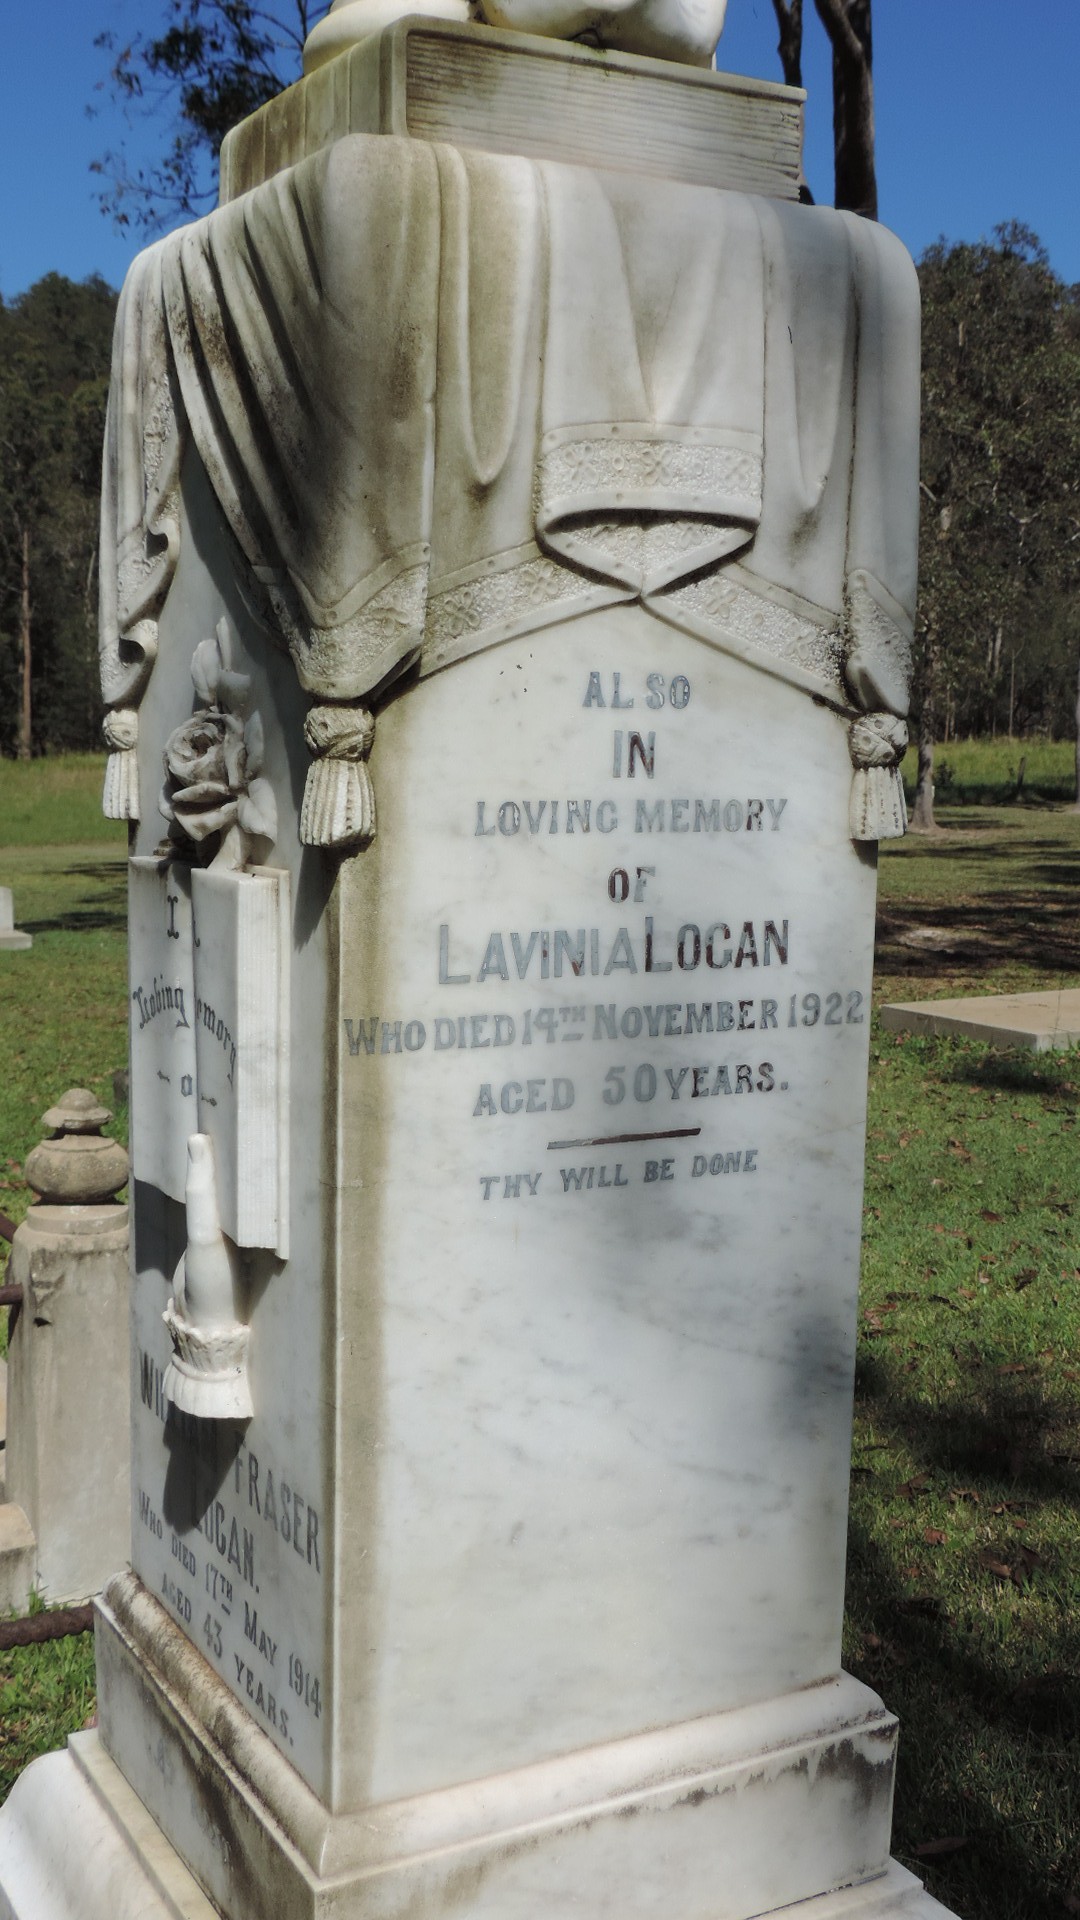 ALSO
IN
LOVING MEMORY
OF
LAVINIA LOGAN
WHO DIED 14TH NOVEMBER 1922
AGED 50 YEARS.
THY WILL BE DONE
Loving Memory
FRASER
LOGAN.
WHO DIED 17TH MAY 1914
AGED 43 YEARS.